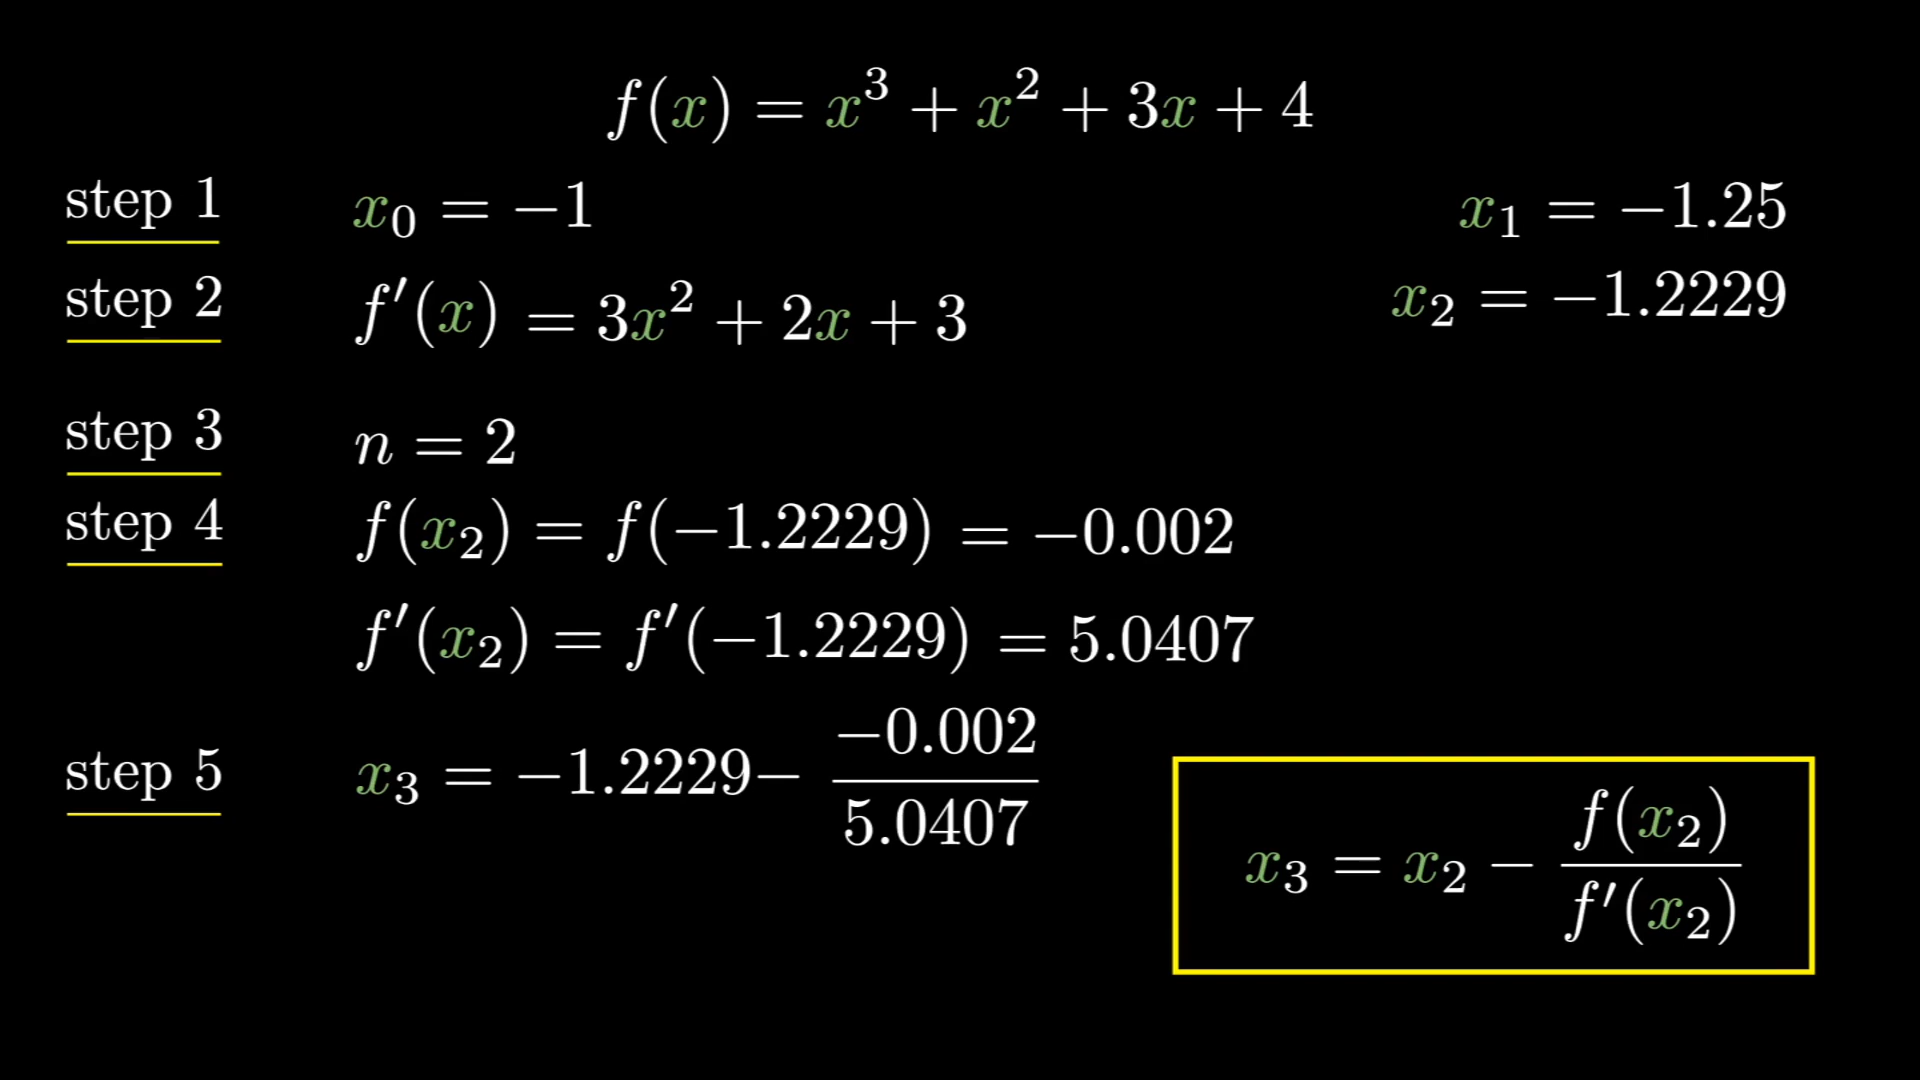 f(x) = x³ + x² + 3x + 4
step 1 x₀ = −1 x₁ = −1.25
step 2 f′(x) = 3x² + 2x + 3 x₂ = −1.2229
step 3 n = 2
step 4 f(x₂) = f(−1.2229) = −0.002
f′(x₂) = f′(−1.2229) = 5.0407
step 5 x₃ = −1.2229− −0.002/5.0407
x₃ = x₂ − f(x₂)/f′(x₂)